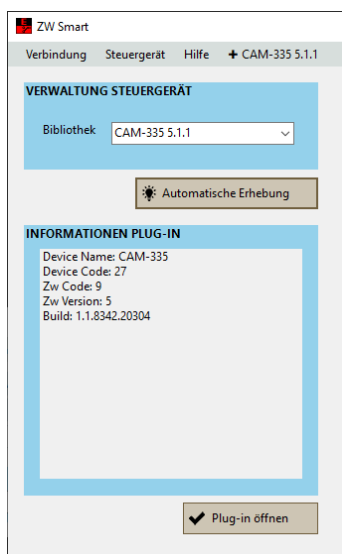 ZW Smart
Verbindung Steuergerät Hilfe + CAM-335 5.1.1
VERWALTUNG STEUERGERÄT
Bibliothek CAM-335 5.1.1
Automatische Erhebung
INFORMATIONEN PLUG-IN
Device Name: CAM-335
Device Code: 27
Zw Code: 9
Zw Version: 5
Build: 1.1.8342.20304
Plug-in öffnen